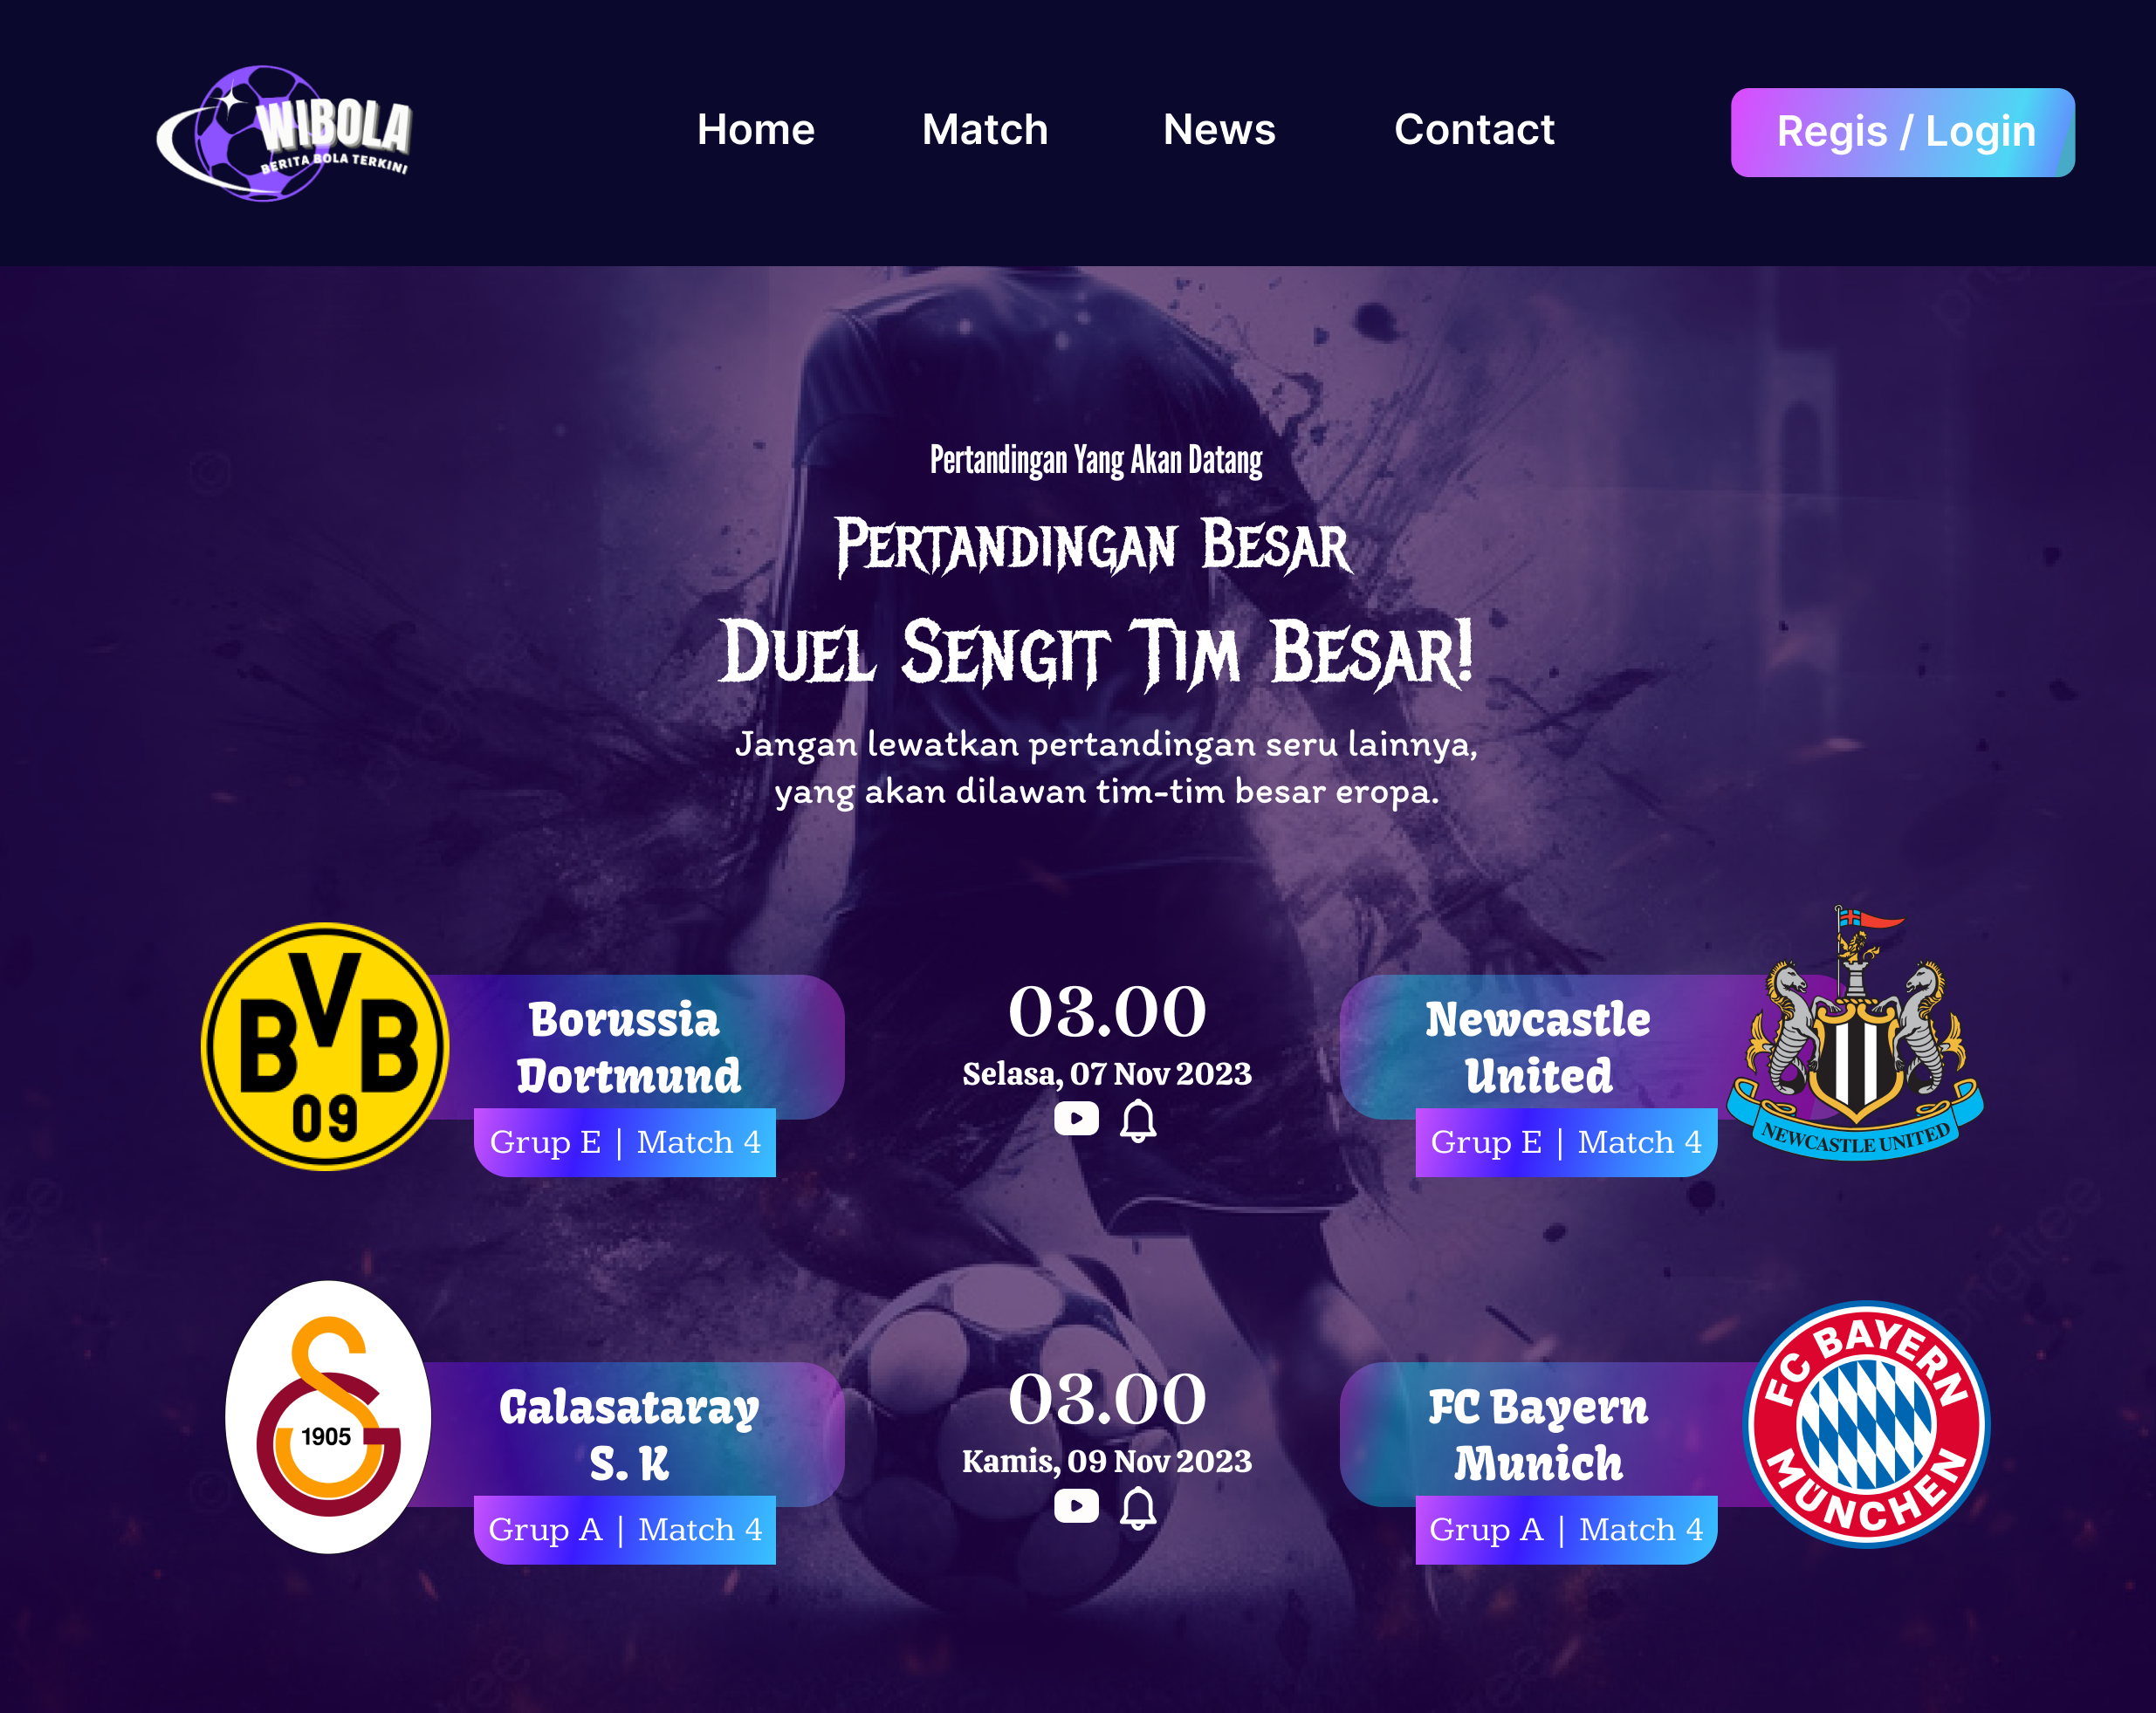 WIBOLA
BERITA BOLA TERKINI
Home
Match
News
Contact
Regis / Login
Pertandingan Yang Akan Datang
Pertandingan Besar
Duel Sengit Tim Besar!
Jangan lewatkan pertandingan seru lainnya,
yang akan dilawan tim-tim besar eropa.
BVB
09
Borussia
Dortmund
Grup E | Match 4
03.00
Selasa, 07 Nov 2023
Newcastle
United
Grup E | Match 4
NEWCASTLE UNITED
1905
Galasataray
S. K
Grup A | Match 4
03.00
Kamis, 09 Nov 2023
FC Bayern
Munich
Grup A | Match 4
FC BAYERN
MÜNCHEN